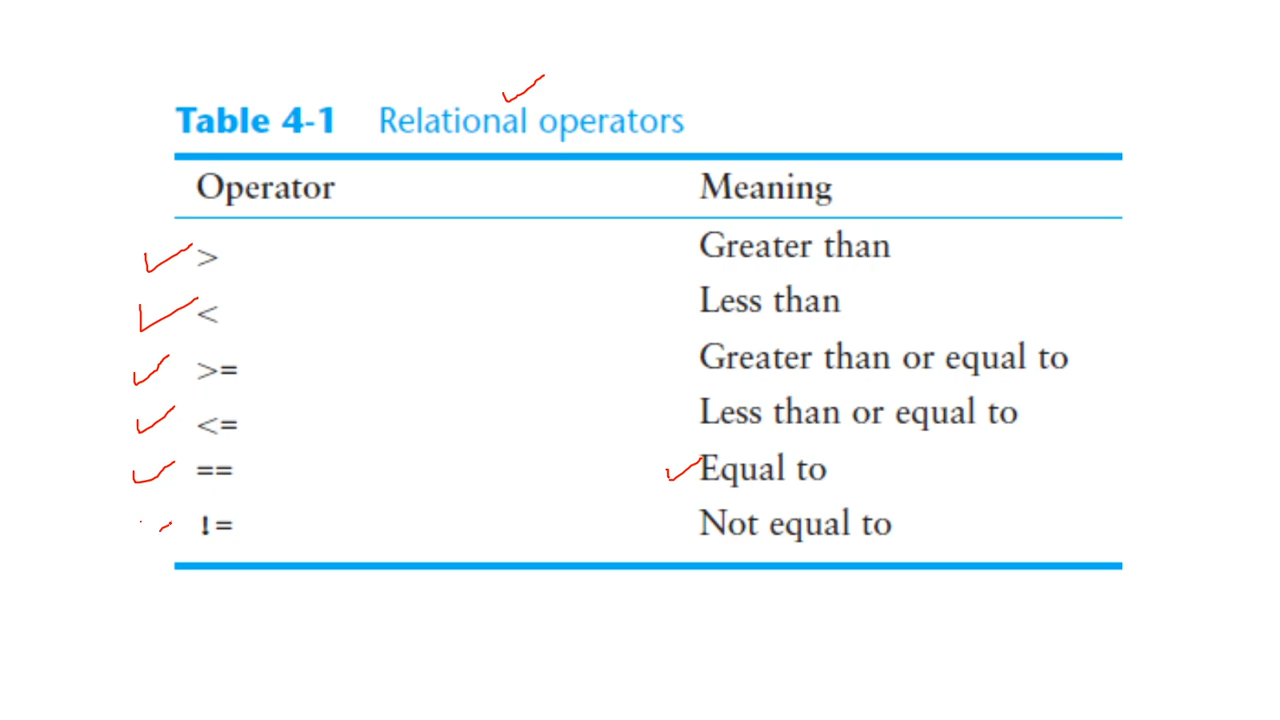 Table 4-1 Relational operators
Operator Meaning
> Greater than
< Less than
>= Greater than or equal to
<= Less than or equal to
== Equal to
!= Not equal to